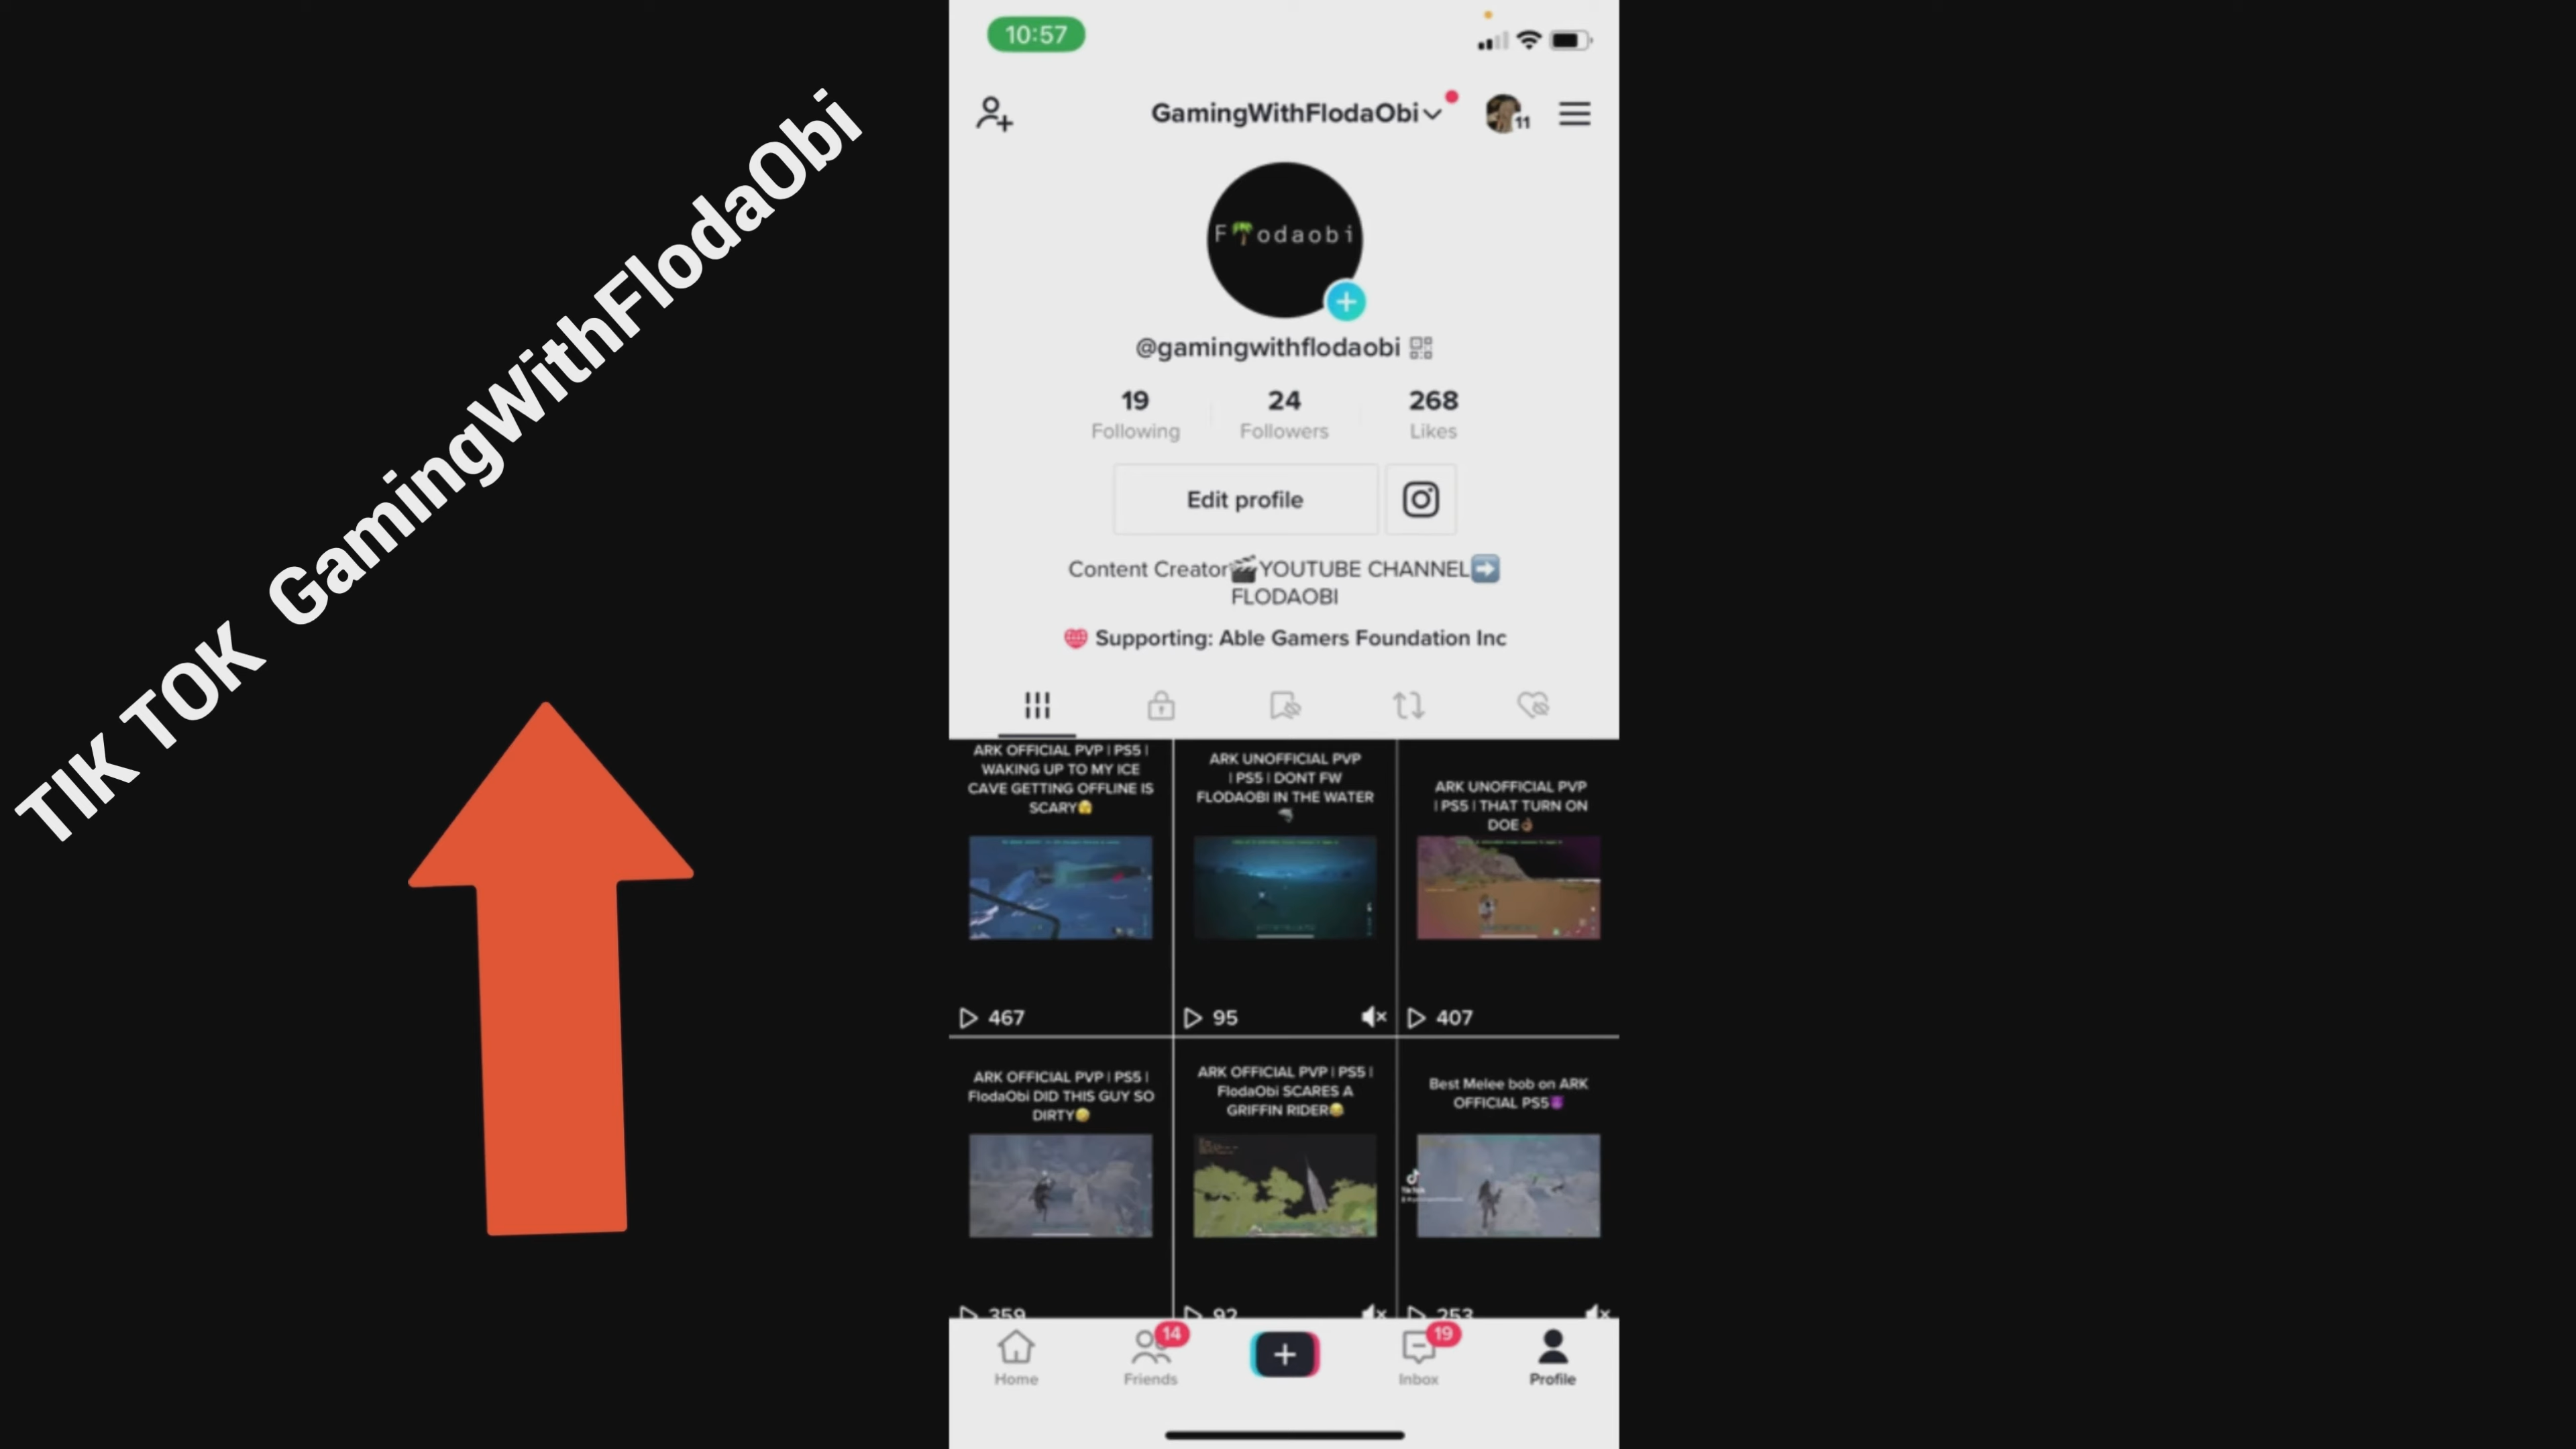 TIK TOK GamingWithFlodaObi
10:57
GamingWithFlodaObi
11
F🌴odaobi
@gamingwithflodaobi
19 24 268
Following Followers Likes
Edit profile
Content Creator🎬YOUTUBE CHANNEL➡️
FLODAOBI
Supporting: Able Gamers Foundation Inc
ARK OFFICIAL PVP | PS5 |
WAKING UP TO MY ICE
CAVE GETTING OFFLINE IS
SCARY
467
ARK UNOFFICIAL PVP
| PS5 | DONT FW
FLODAOBI IN THE WATER
95
ARK UNOFFICIAL PVP
| PS5 | THAT TURN ON
DOE👌🏾
407
ARK OFFICIAL PVP | PS5 |
FlodaObi DID THIS GUY SO
DIRTY
359
ARK OFFICIAL PVP | PS5 |
FlodaObi SCARES A
GRIFFIN RIDER😂
92
Best Melee bob on ARK
OFFICIAL PS5😈
253
14 19
Home Friends Inbox Profile